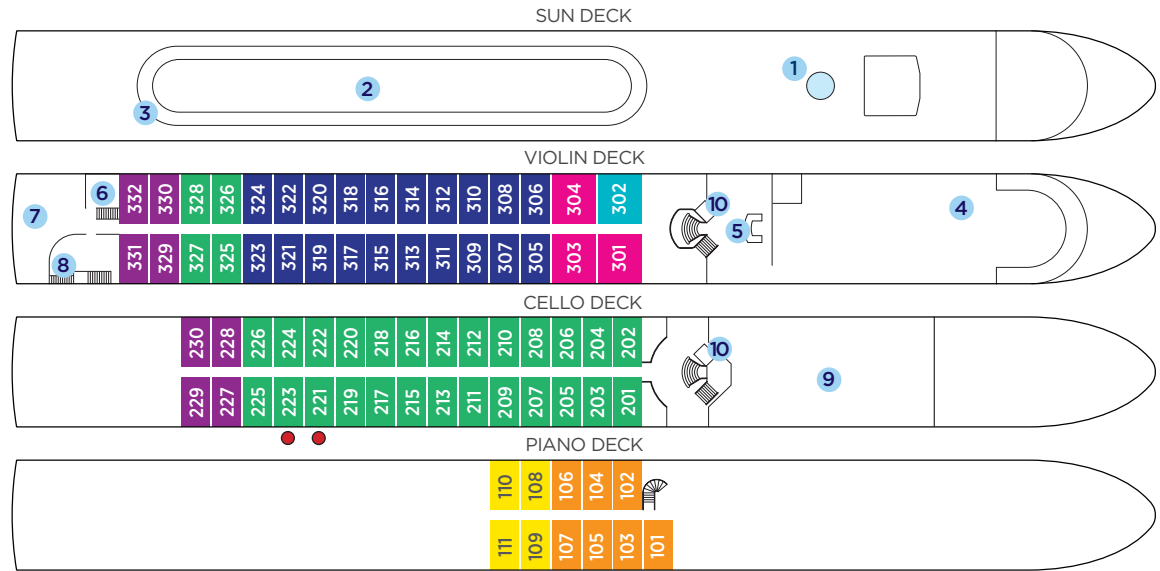 SUN DECK
1
2
3
VIOLIN DECK
6 332 330 328 326 324 322 320 318 316 314 312 310 308 306 304 302 10 4
7 5
8 331 329 327 325 323 321 319 317 315 313 311 309 307 305 303 301
CELLO DECK
230 228 226 224 222 220 218 216 214 212 210 208 206 204 202 10
9
229 227 225 223 221 219 217 215 213 211 209 207 205 203 201
PIANO DECK
110 108 106 104 102
111 109 107 105 103 101